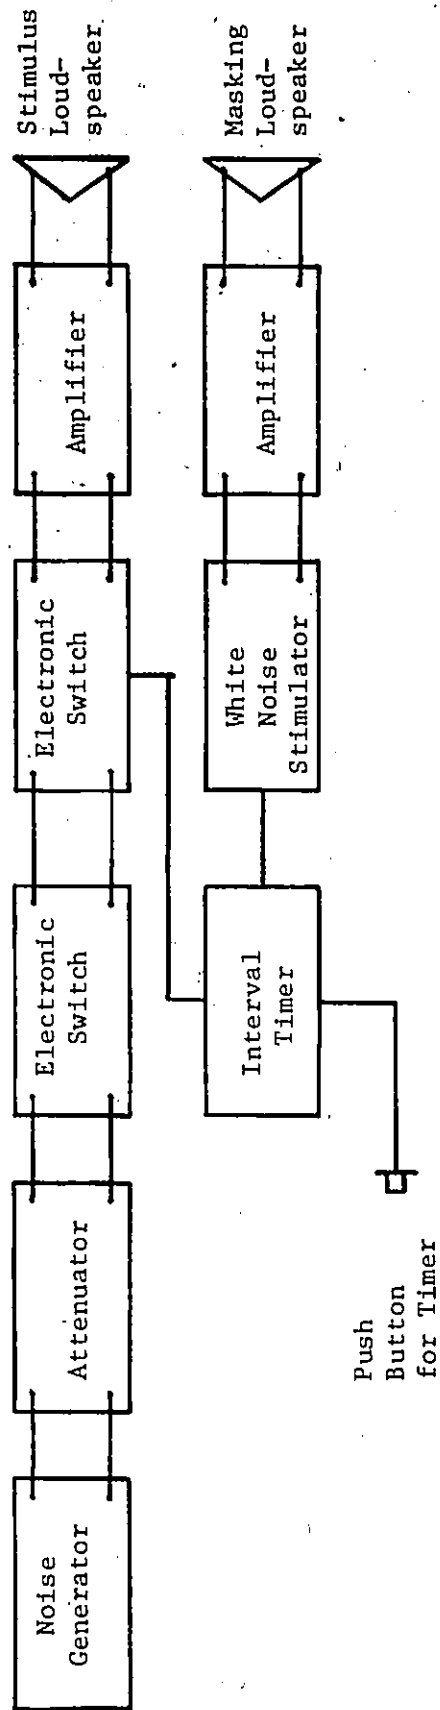 Noise
Generator
Attenuator
Electronic
Switch
Electronic
Switch
Amplifier
Stimulus
Loud-
speaker
Push
Button
for Timer
Interval
Timer
White
Noise
Stimulator
Amplifier
Masking
Loud-
speaker